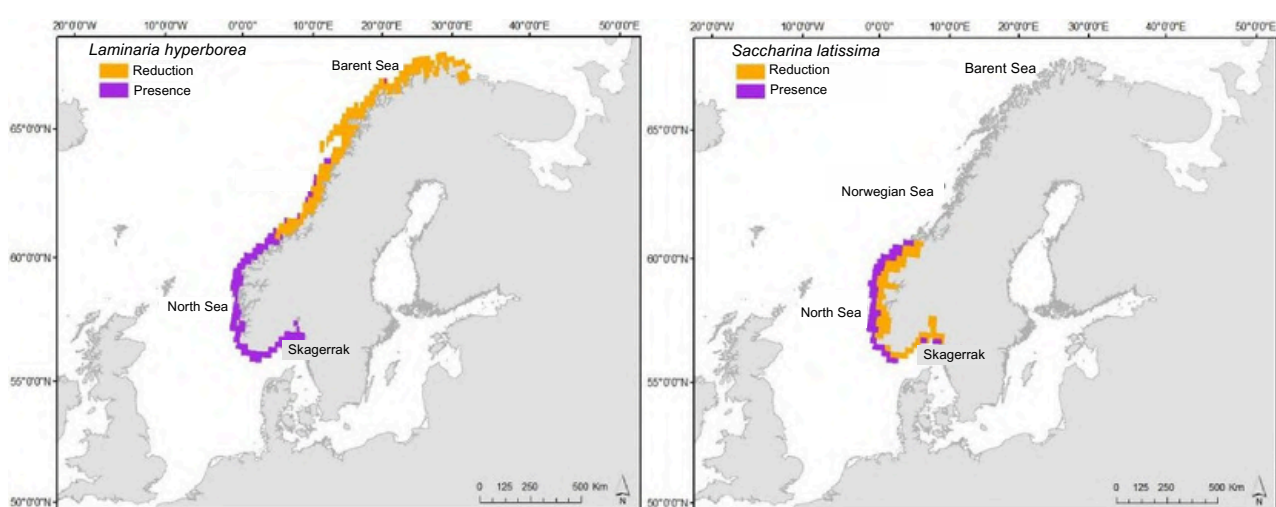 20°0'0"W 10°0'0"W 0°0'0" 10°0'0"E 20°0'0"E 30°0'0"E 40°0'0"E 50°0'0"E
Laminaria hyperborea
Reduction
Presence
Barent Sea
65°0'0"N
60°0'0"N
North Sea
Skagerrak
55°0'0"N
50°0'0"N
0 125 250 500 Km
N
20°0'0"W 10°0'0"W 0°0'0" 10°0'0"E 20°0'0"E 30°0'0"E 40°0'0"E 50°0'0"E
Saccharina latissima
Reduction
Presence
Barent Sea
65°0'0"N
Norwegian Sea
60°0'0"N
North Sea
Skagerrak
55°0'0"N
50°0'0"N
0 125 250 500 Km
N